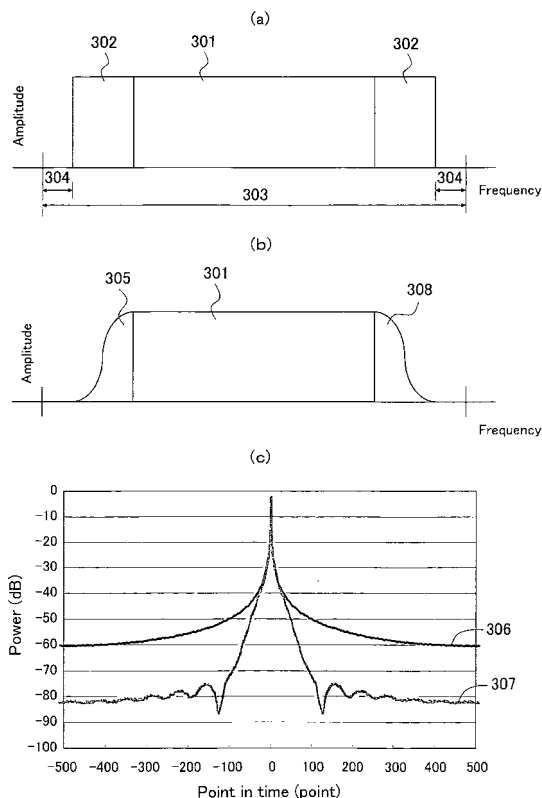 (a)
302 301 302
Amplitude
304 304
303
Frequency
(b)
305 301 308
Amplitude
Frequency
(c)
0
-10
-20
-30
-40
-50
-60
-70
-80
-90
-100
Power (dB)
306
307
-500 -400 -300 -200 -100 0 100 200 300 400 500
Point in time (point)